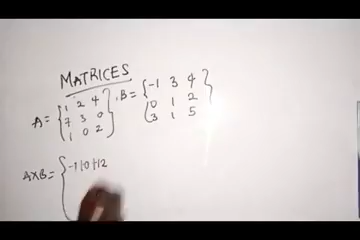 MATRICES
A = { 1 2 4 } , B = { -1 3 4 }
7 3 0 0 1 2
1 0 2 3 1 5
A×B = { -1+0+12